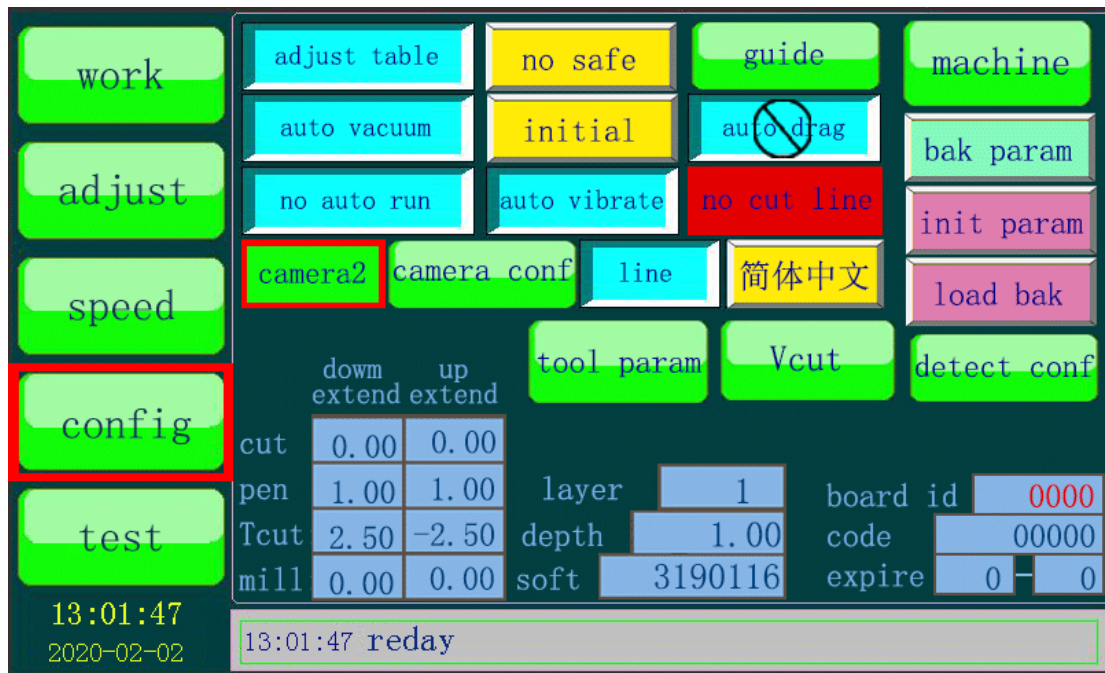 work
adjust
speed
config
test
13:01:47
2020-02-02
adjust table
no safe
guide
machine
auto vacuum
initial
auto drag
bak param
no auto run
auto vibrate
no cut line
init param
camera2
camera conf
line
简体中文
load bak
tool param
Vcut
detect conf
dowm extend
up extend
cut 0.00 0.00
pen 1.00 1.00
Tcut 2.50 -2.50
mill 0.00 0.00
layer 1
depth 1.00
soft 3190116
board id 0000
code 00000
expire 0 - 0
13:01:47 reday